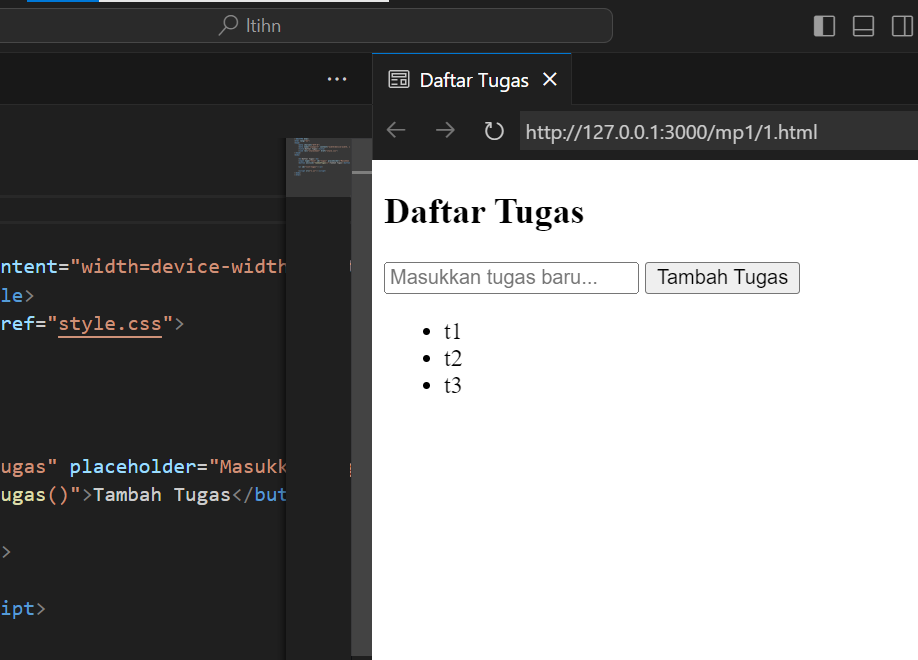 ltihn
Daftar Tugas
http://127.0.0.1:3000/mp1/1.html
ntent="width=device-width
le>
ref="style.css">
ugas" placeholder="Masukk
ugas()">Tambah Tugas</but
>
ipt>
Daftar Tugas
Masukkan tugas baru... Tambah Tugas
t1
t2
t3